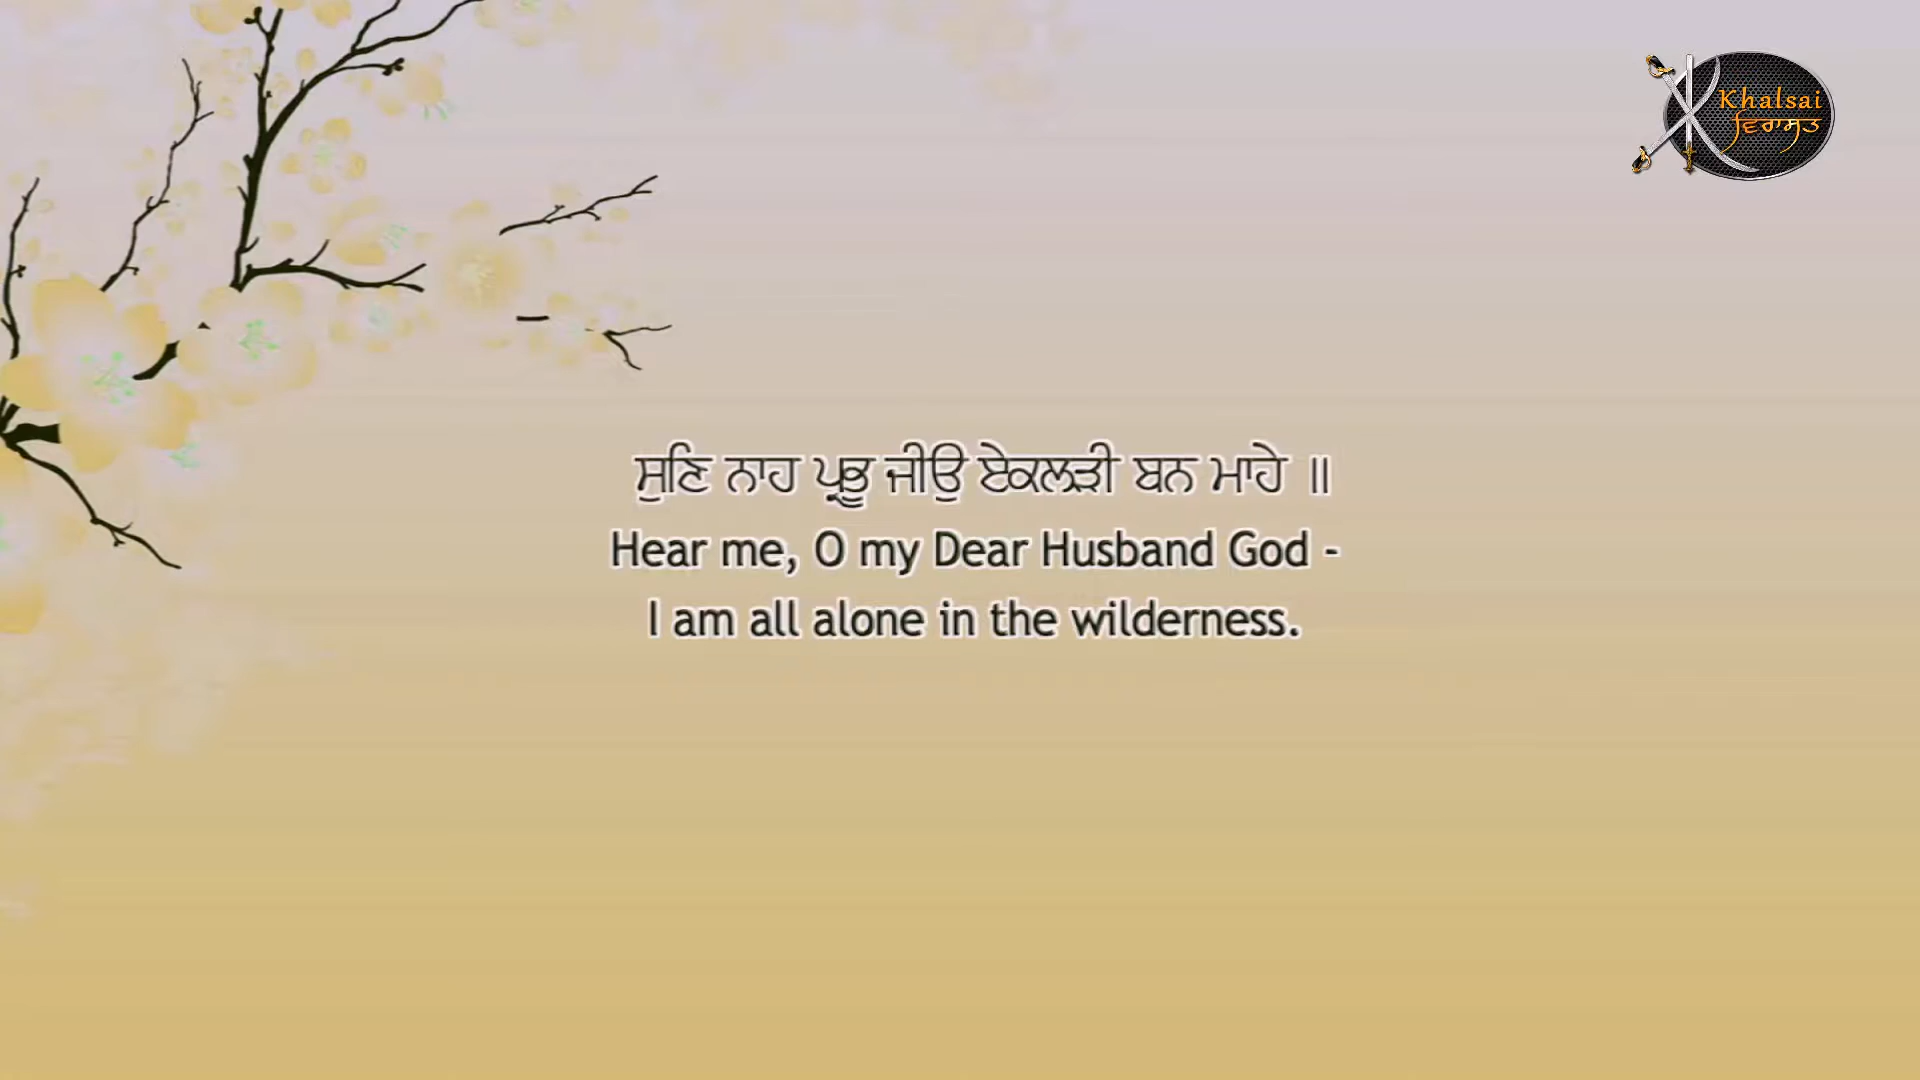 Khalsai
ਵਿਰਾਸਤ
ਸੁਣਿ ਨਾਹ ਪ੍ਰਭੂ ਜੀਉ ਏਕਲੜੀ ਬਨ ਮਾਹੇ ॥
Hear me, O my Dear Husband God -
I am all alone in the wilderness.